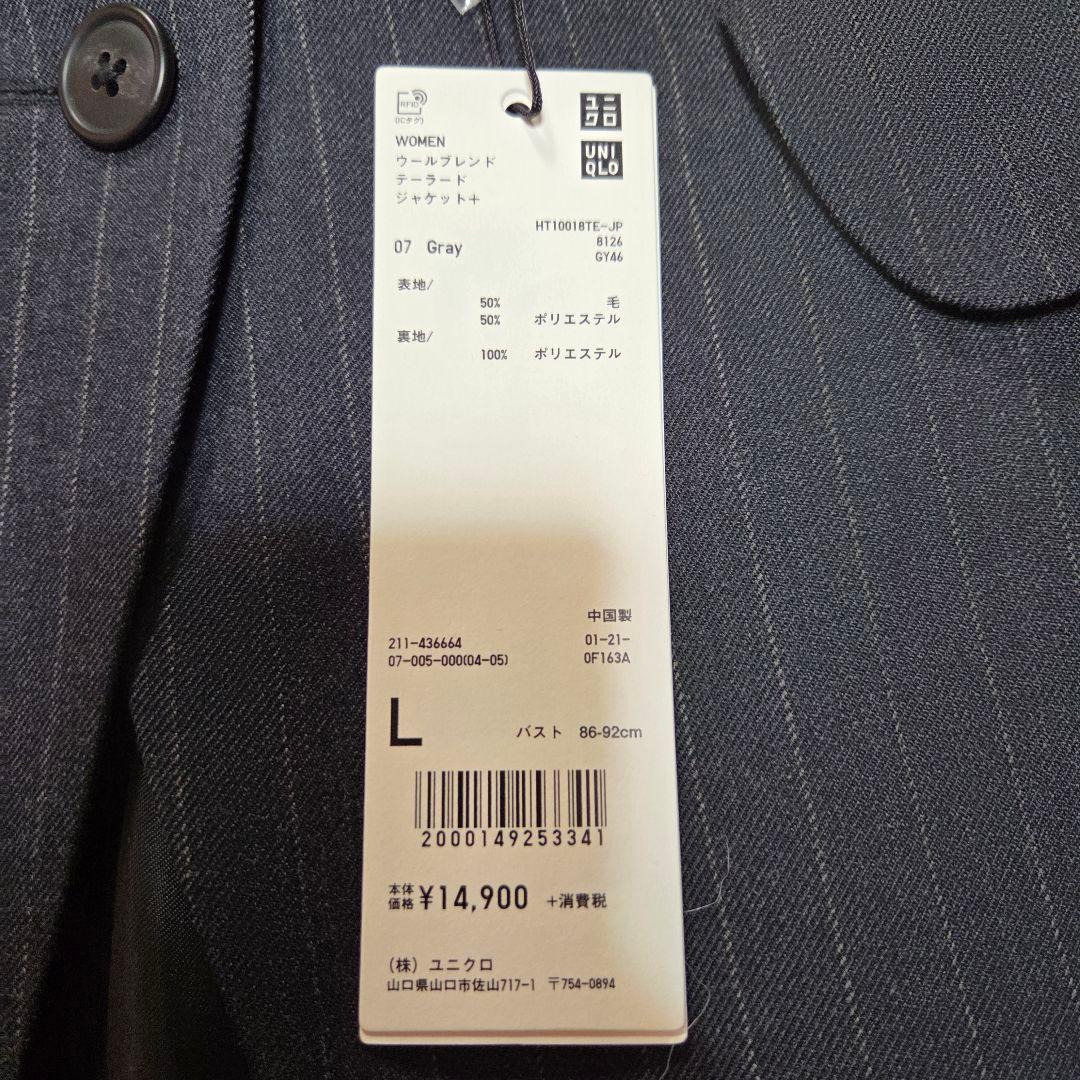 RFID
(ICタグ)
ユニ
クロ
UNI
QLO
WOMEN
ウールブレンド
テーラード
ジャケット+
HT10018TE-JP
07 Gray
8126
GY46
表地/
50% 毛
50% ポリエステル
裏地/
100% ポリエステル
中国製
211-436664
01-21-
07-005-000(04-05)
0F163A
L
バスト 86-92cm
2000149253341
本体
価格 ¥14,900 +消費税
(株) ユニクロ
山口県山口市佐山717-1 〒754-0894